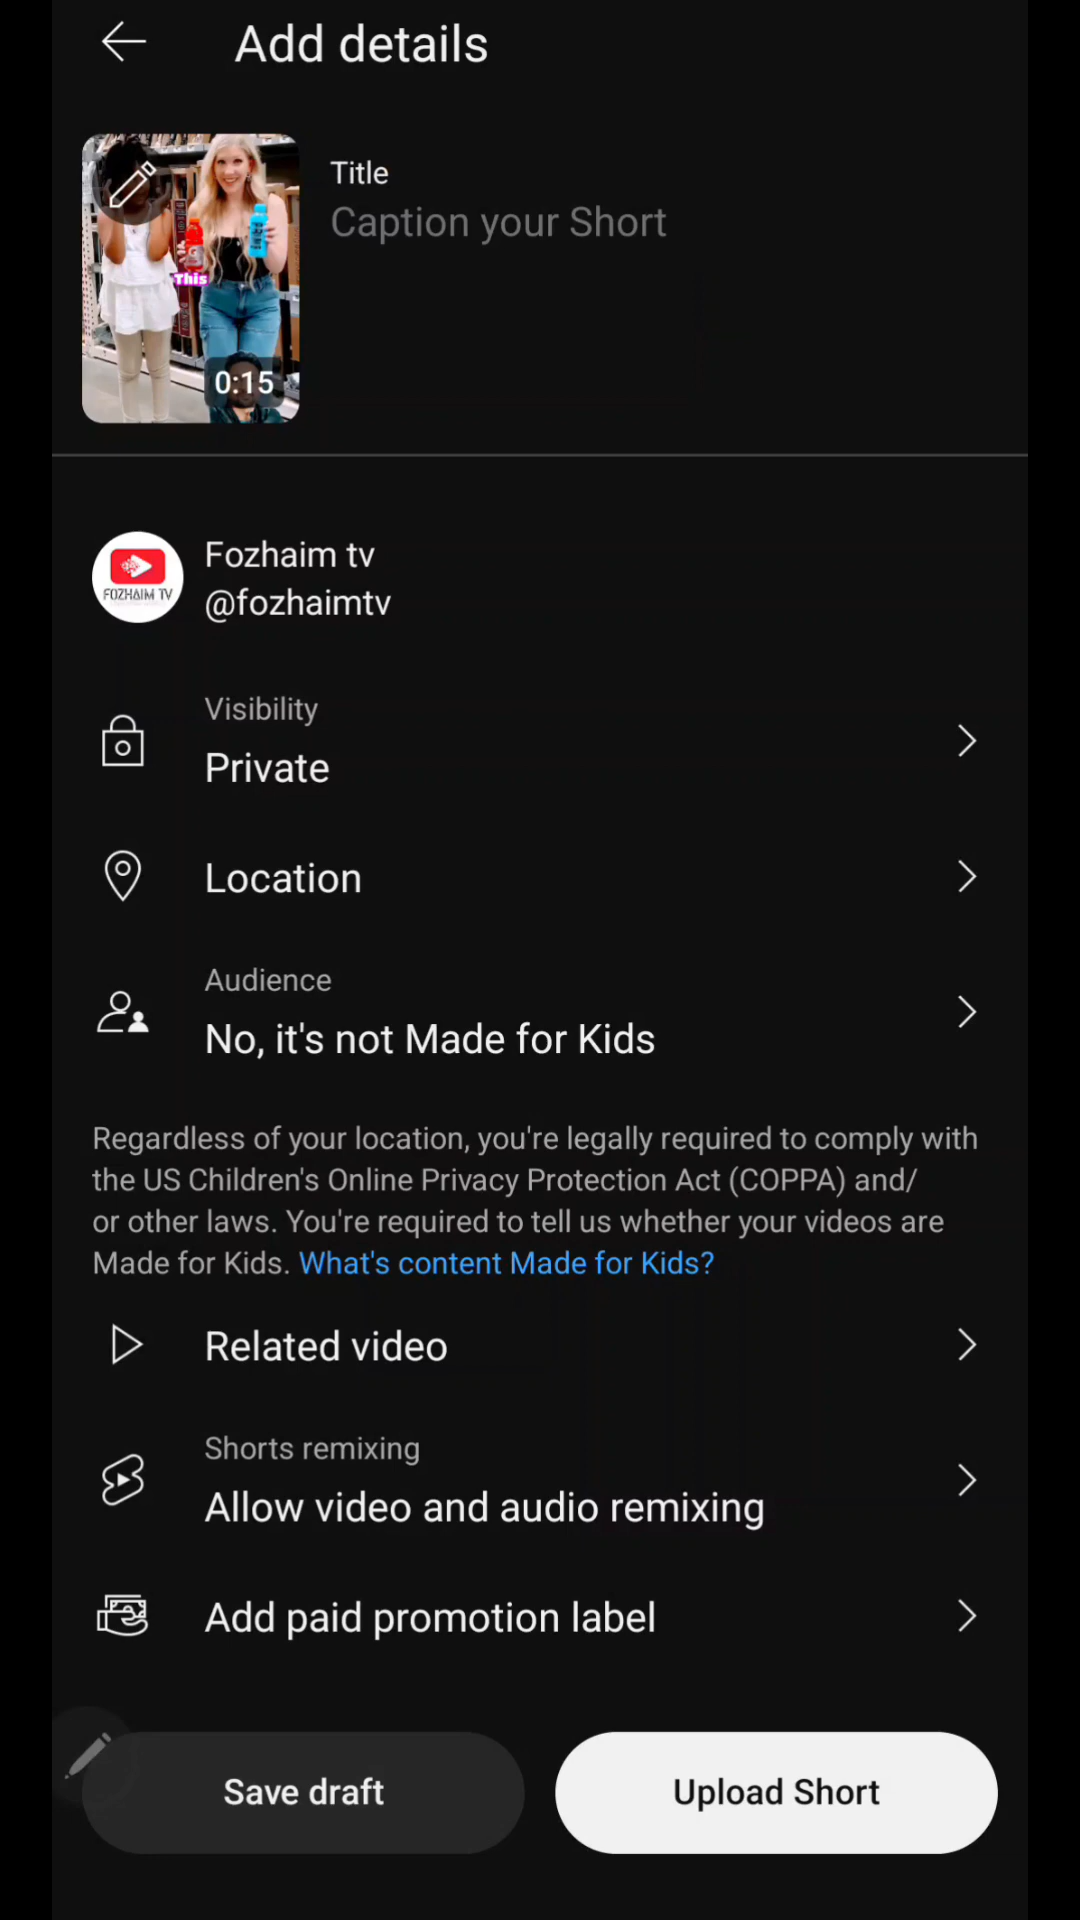 Add details
Title
Caption your Short
This
0:15
FOZHAIM TV
Fozhaim tv
@fozhaimtv
Visibility
Private
Location
Audience
No, it's not Made for Kids
Regardless of your location, you're legally required to comply with
the US Children's Online Privacy Protection Act (COPPA) and/
or other laws. You're required to tell us whether your videos are
Made for Kids. What's content Made for Kids?
Related video
Shorts remixing
Allow video and audio remixing
Add paid promotion label
Save draft
Upload Short